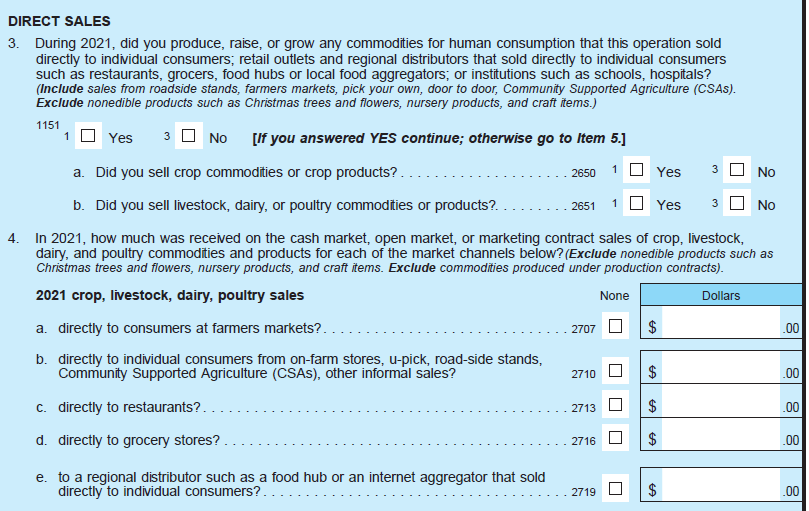 DIRECT SALES
3. During 2021, did you produce, raise, or grow any commodities for human consumption that this operation sold
directly to individual consumers; retail outlets and regional distributors that sold directly to individual consumers
such as restaurants, grocers, food hubs or local food aggregators; or institutions such as schools, hospitals?
(Include sales from roadside stands, farmers markets, pick your own, door to door, Community Supported Agriculture (CSAs).
Exclude nonedible products such as Christmas trees and flowers, nursery products, and craft items.)
1151
1 Yes 3 No [If you answered YES continue; otherwise go to Item 5.]
a. Did you sell crop commodities or crop products? . . . . . . . . . . . . . . . . . . . . 2650 1 Yes 3 No
b. Did you sell livestock, dairy, or poultry commodities or products?. . . . . . . . . 2651 1 Yes 3 No
4. In 2021, how much was received on the cash market, open market, or marketing contract sales of crop, livestock,
dairy, and poultry commodities and products for each of the market channels below?(Exclude nonedible products such as
Christmas trees and flowers, nursery products, and craft items. Exclude commodities produced under production contracts).
2021 crop, livestock, dairy, poultry sales None Dollars
a. directly to consumers at farmers markets? . . . . . . . . . . . . . . . . . . . . . . . . . . . . . 2707 $ .00
b. directly to individual consumers from on-farm stores, u-pick, road-side stands,
Community Supported Agriculture (CSAs), other informal sales? 2710 $ .00
c. directly to restaurants? . . . . . . . . . . . . . . . . . . . . . . . . . . . . . . . . . . . . . . . . . . . 2713 $ .00
d. directly to grocery stores? . . . . . . . . . . . . . . . . . . . . . . . . . . . . . . . . . . . . . . . . . 2716 $ .00
e. to a regional distributor such as a food hub or an internet aggregator that sold
directly to individual consumers? . . . . . . . . . . . . . . . . . . . . . . . . . . . . . . . . . . . . 2719 $ .00